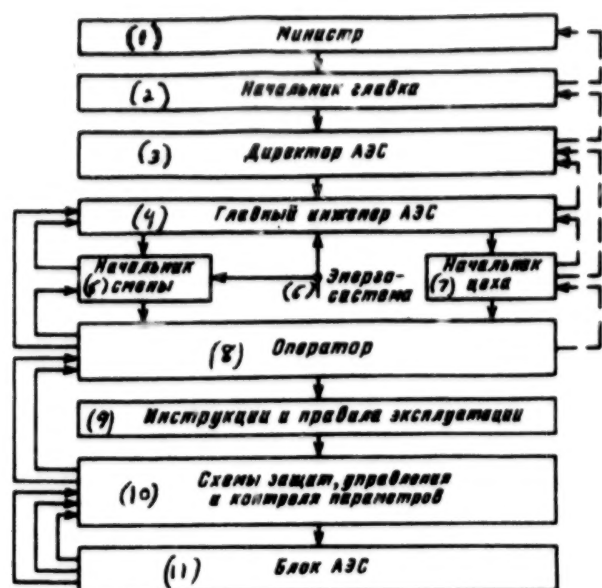 (1) Министр
(2) Начальник главка
(3) Директор АЭС
(4) Главный инженер АЭС
Начальник
(5) смены
(6) Энерго-
система
Начальник
(7) цеха
(8) Оператор
(9) Инструкции и правила эксплуатации
(10) Схемы защит, управления
и контроля параметров
(11) Блок АЭС